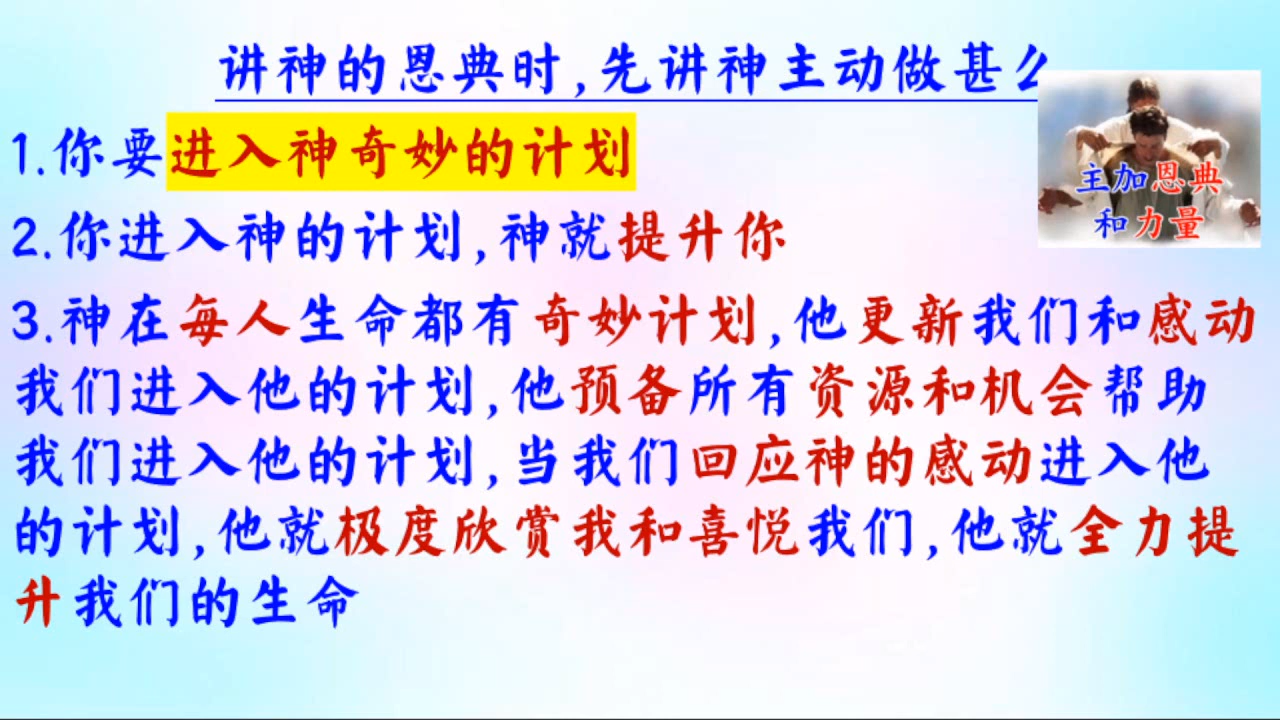 讲神的恩典时,先讲神主动做甚么
1.你要进入神奇妙的计划
主加恩典
和力量
2.你进入神的计划,神就提升你
3.神在每人生命都有奇妙计划,他更新我们和感动
我们进入他的计划,他预备所有资源和机会帮助
我们进入他的计划,当我们回应神的感动进入他
的计划,他就极度欣赏我和喜悦我们,他就全力提
升我们的生命